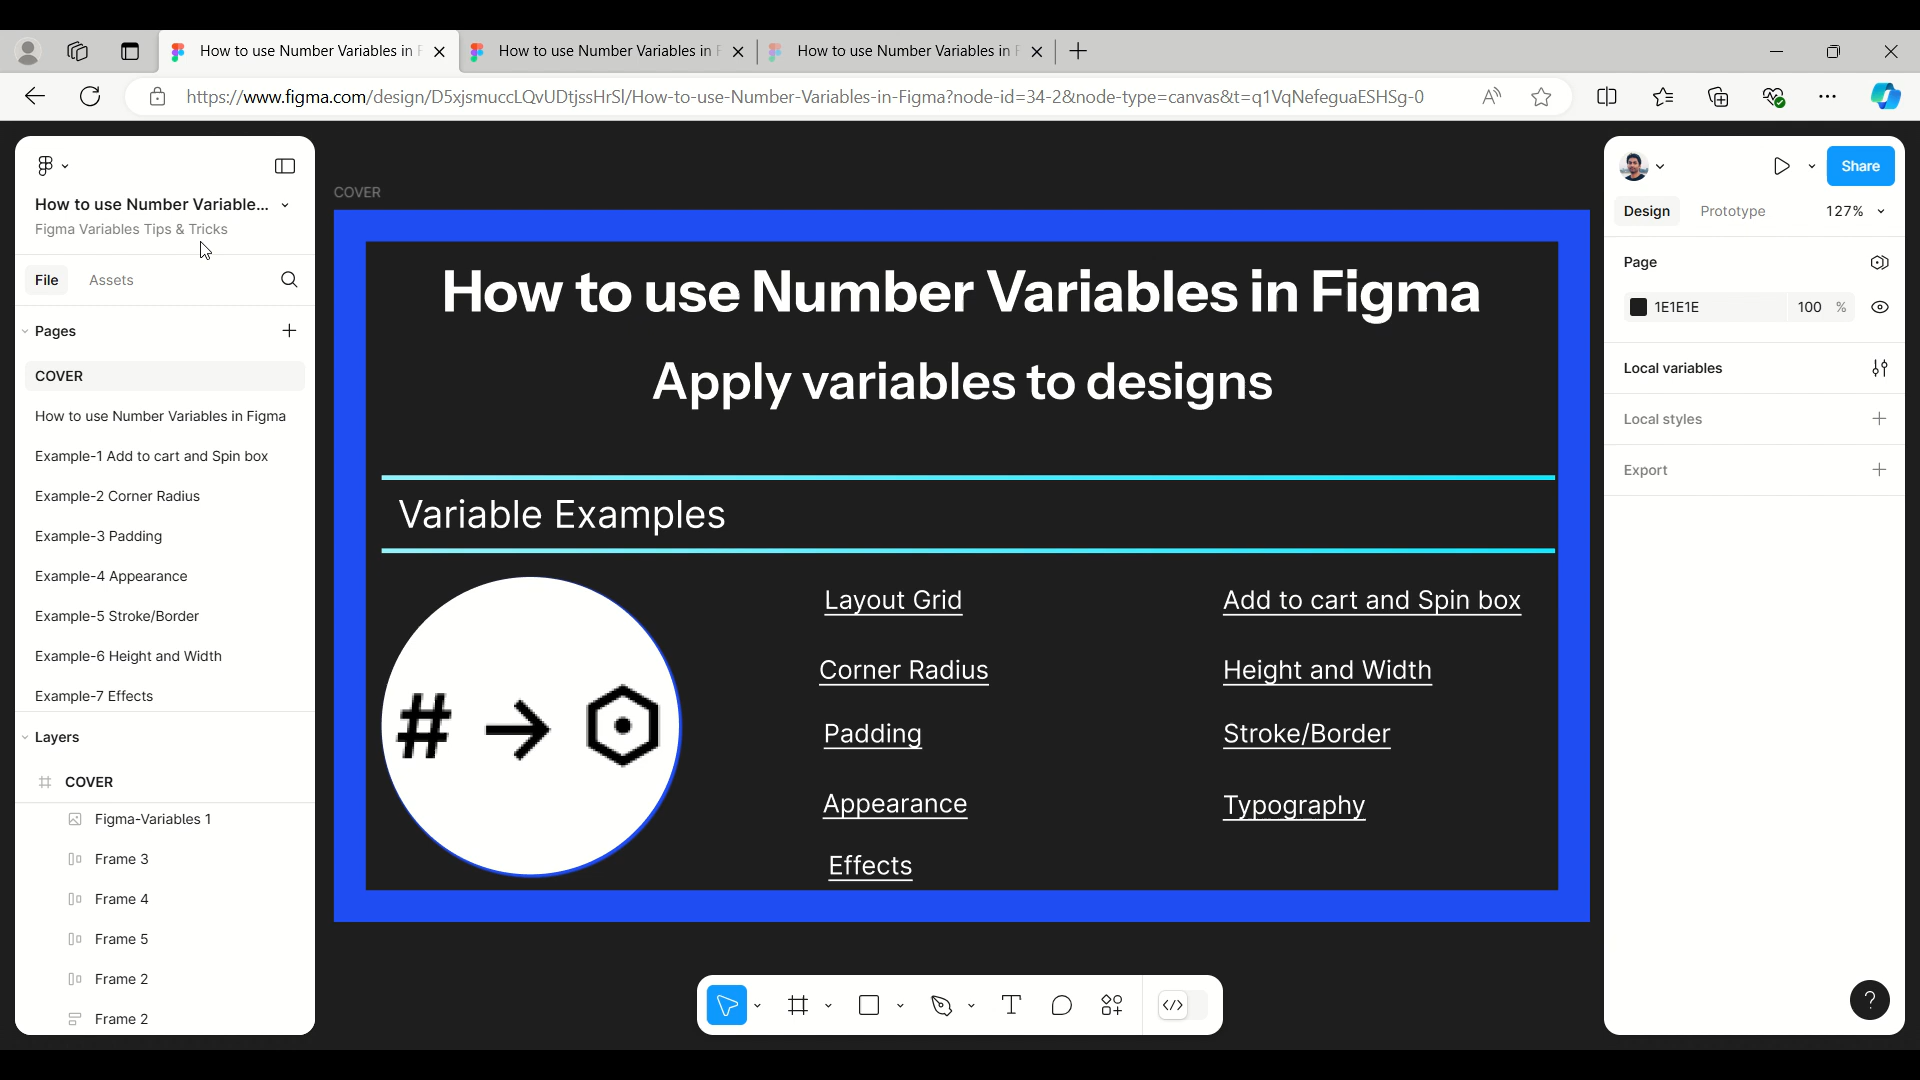 How to use Number Variables in F
How to use Number Variables in F
How to use Number Variables in F
https://www.figma.com/design/D5xjsmuccLQvUDtjssHrSl/How-to-use-Number-Variables-in-Figma?node-id=34-2&node-type=canvas&t=q1VqNefeguaESHSg-0
How to use Number Variable...
Figma Variables Tips & Tricks
File
Assets
Pages
COVER
How to use Number Variables in Figma
Example-1 Add to cart and Spin box
Example-2 Corner Radius
Example-3 Padding
Example-4 Appearance
Example-5 Stroke/Border
Example-6 Height and Width
Example-7 Effects
Layers
COVER
Figma-Variables 1
Frame 3
Frame 4
Frame 5
Frame 2
Frame 2
COVER
How to use Number Variables in Figma
Apply variables to designs
Variable Examples
# →
Layout Grid
Corner Radius
Padding
Appearance
Effects
Add to cart and Spin box
Height and Width
Stroke/Border
Typography
Share
Design
Prototype
127%
Page
1E1E1E
100 %
Local variables
Local styles
Export
?